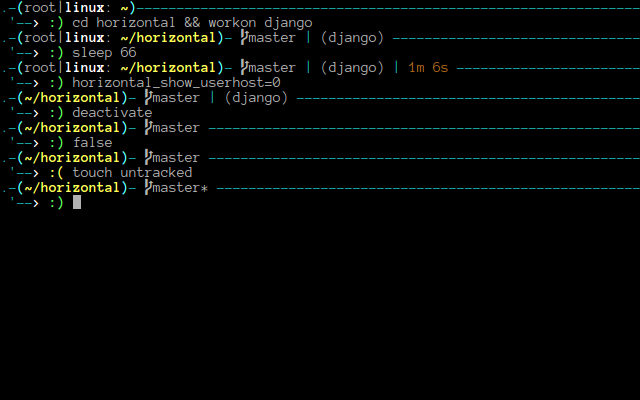 .-(root|linux: ~)----------------------------------------------------------------
'--> :) cd horizontal && workon django
.-(root|linux: ~/horizontal)- master | (django) -------------------------------
'--> :) sleep 66
.-(root|linux: ~/horizontal)- master | (django) | 1m 6s -----------------------
'--> :) horizontal_show_userhost=0
.-(~/horizontal)- master | (django) -------------------------------------------
'--> :) deactivate
.-(~/horizontal)- master ------------------------------------------------------
'--> :) false
.-(~/horizontal)- master ------------------------------------------------------
'--> :( touch untracked
.-(~/horizontal)- master* -----------------------------------------------------
'--> :)